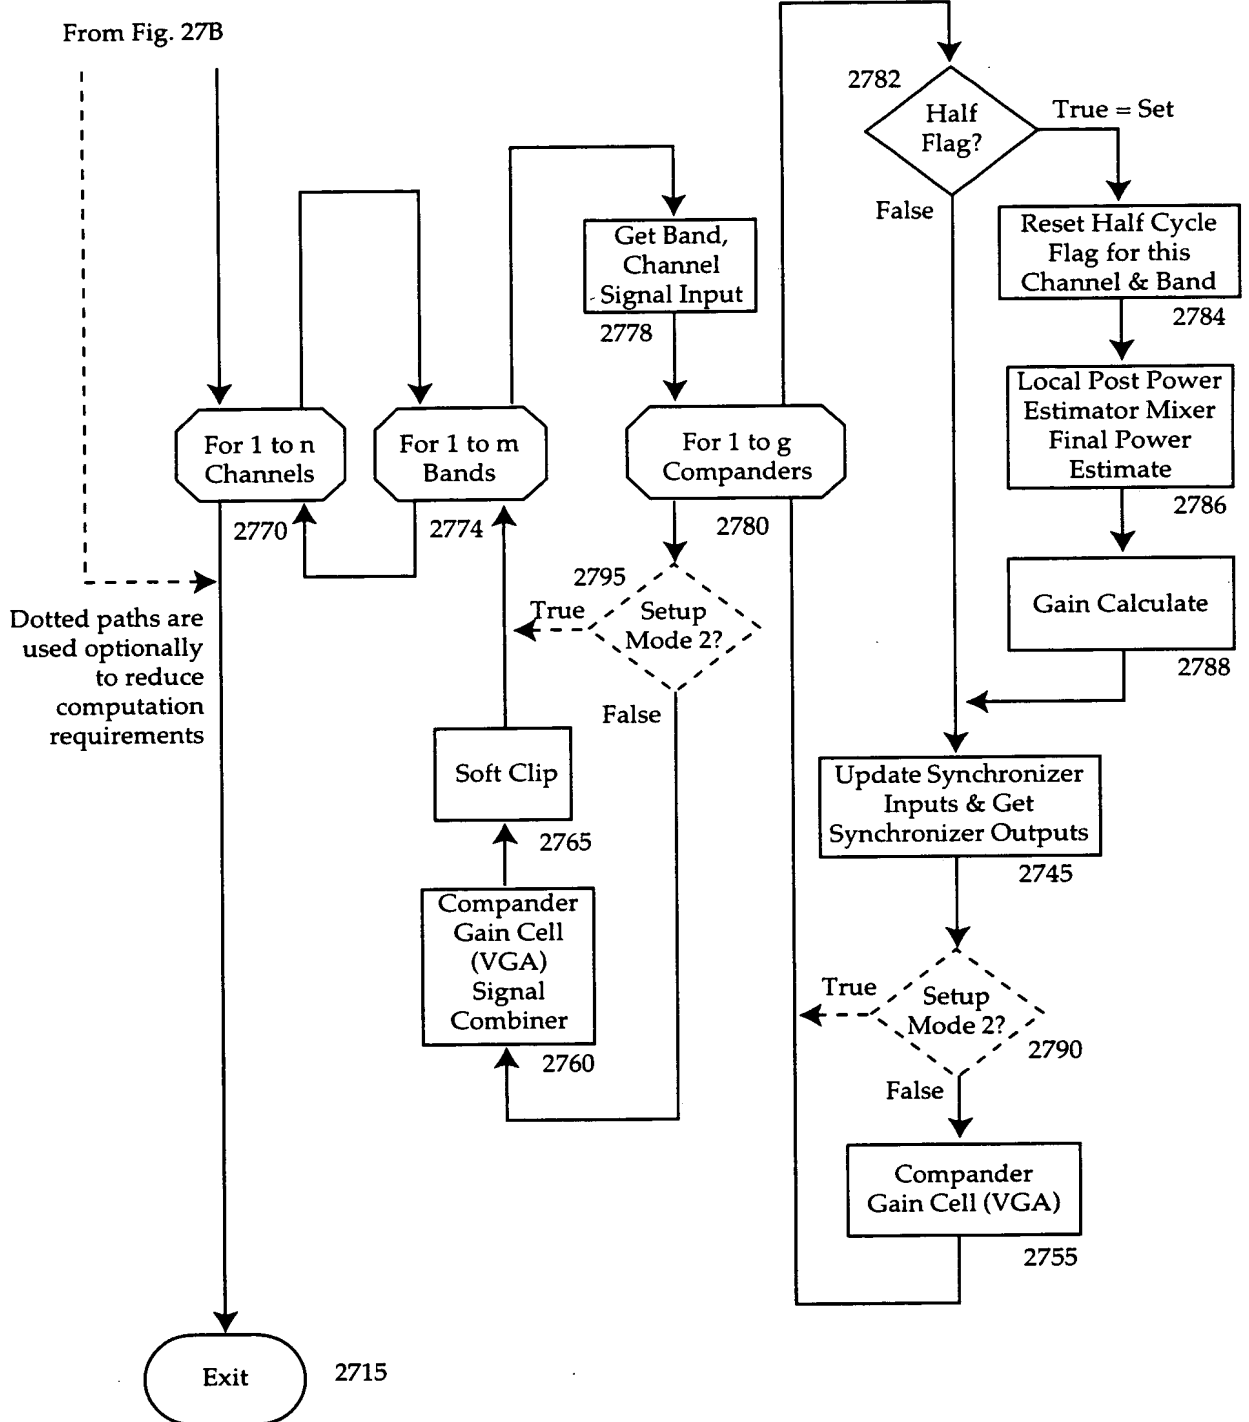 From Fig. 27B
For 1 to n
Channels
2770
Dotted paths are
used optionally
to reduce
computation
requirements
For 1 to m
Bands
2774
Get Band,
Channel
Signal Input
2778
For 1 to g
Companders
2780
2795
Setup
Mode 2?
True
False
Soft Clip
2765
Compander
Gain Cell
(VGA)
Signal
Combiner
2760
2782
Half
Flag?
True = Set
False
Reset Half Cycle
Flag for this
Channel & Band
2784
Local Post Power
Estimator Mixer
Final Power
Estimate
2786
Gain Calculate
2788
Update Synchronizer
Inputs & Get
Synchronizer Outputs
2745
True
Setup
Mode 2?
2790
False
Compander
Gain Cell (VGA)
2755
Exit
2715